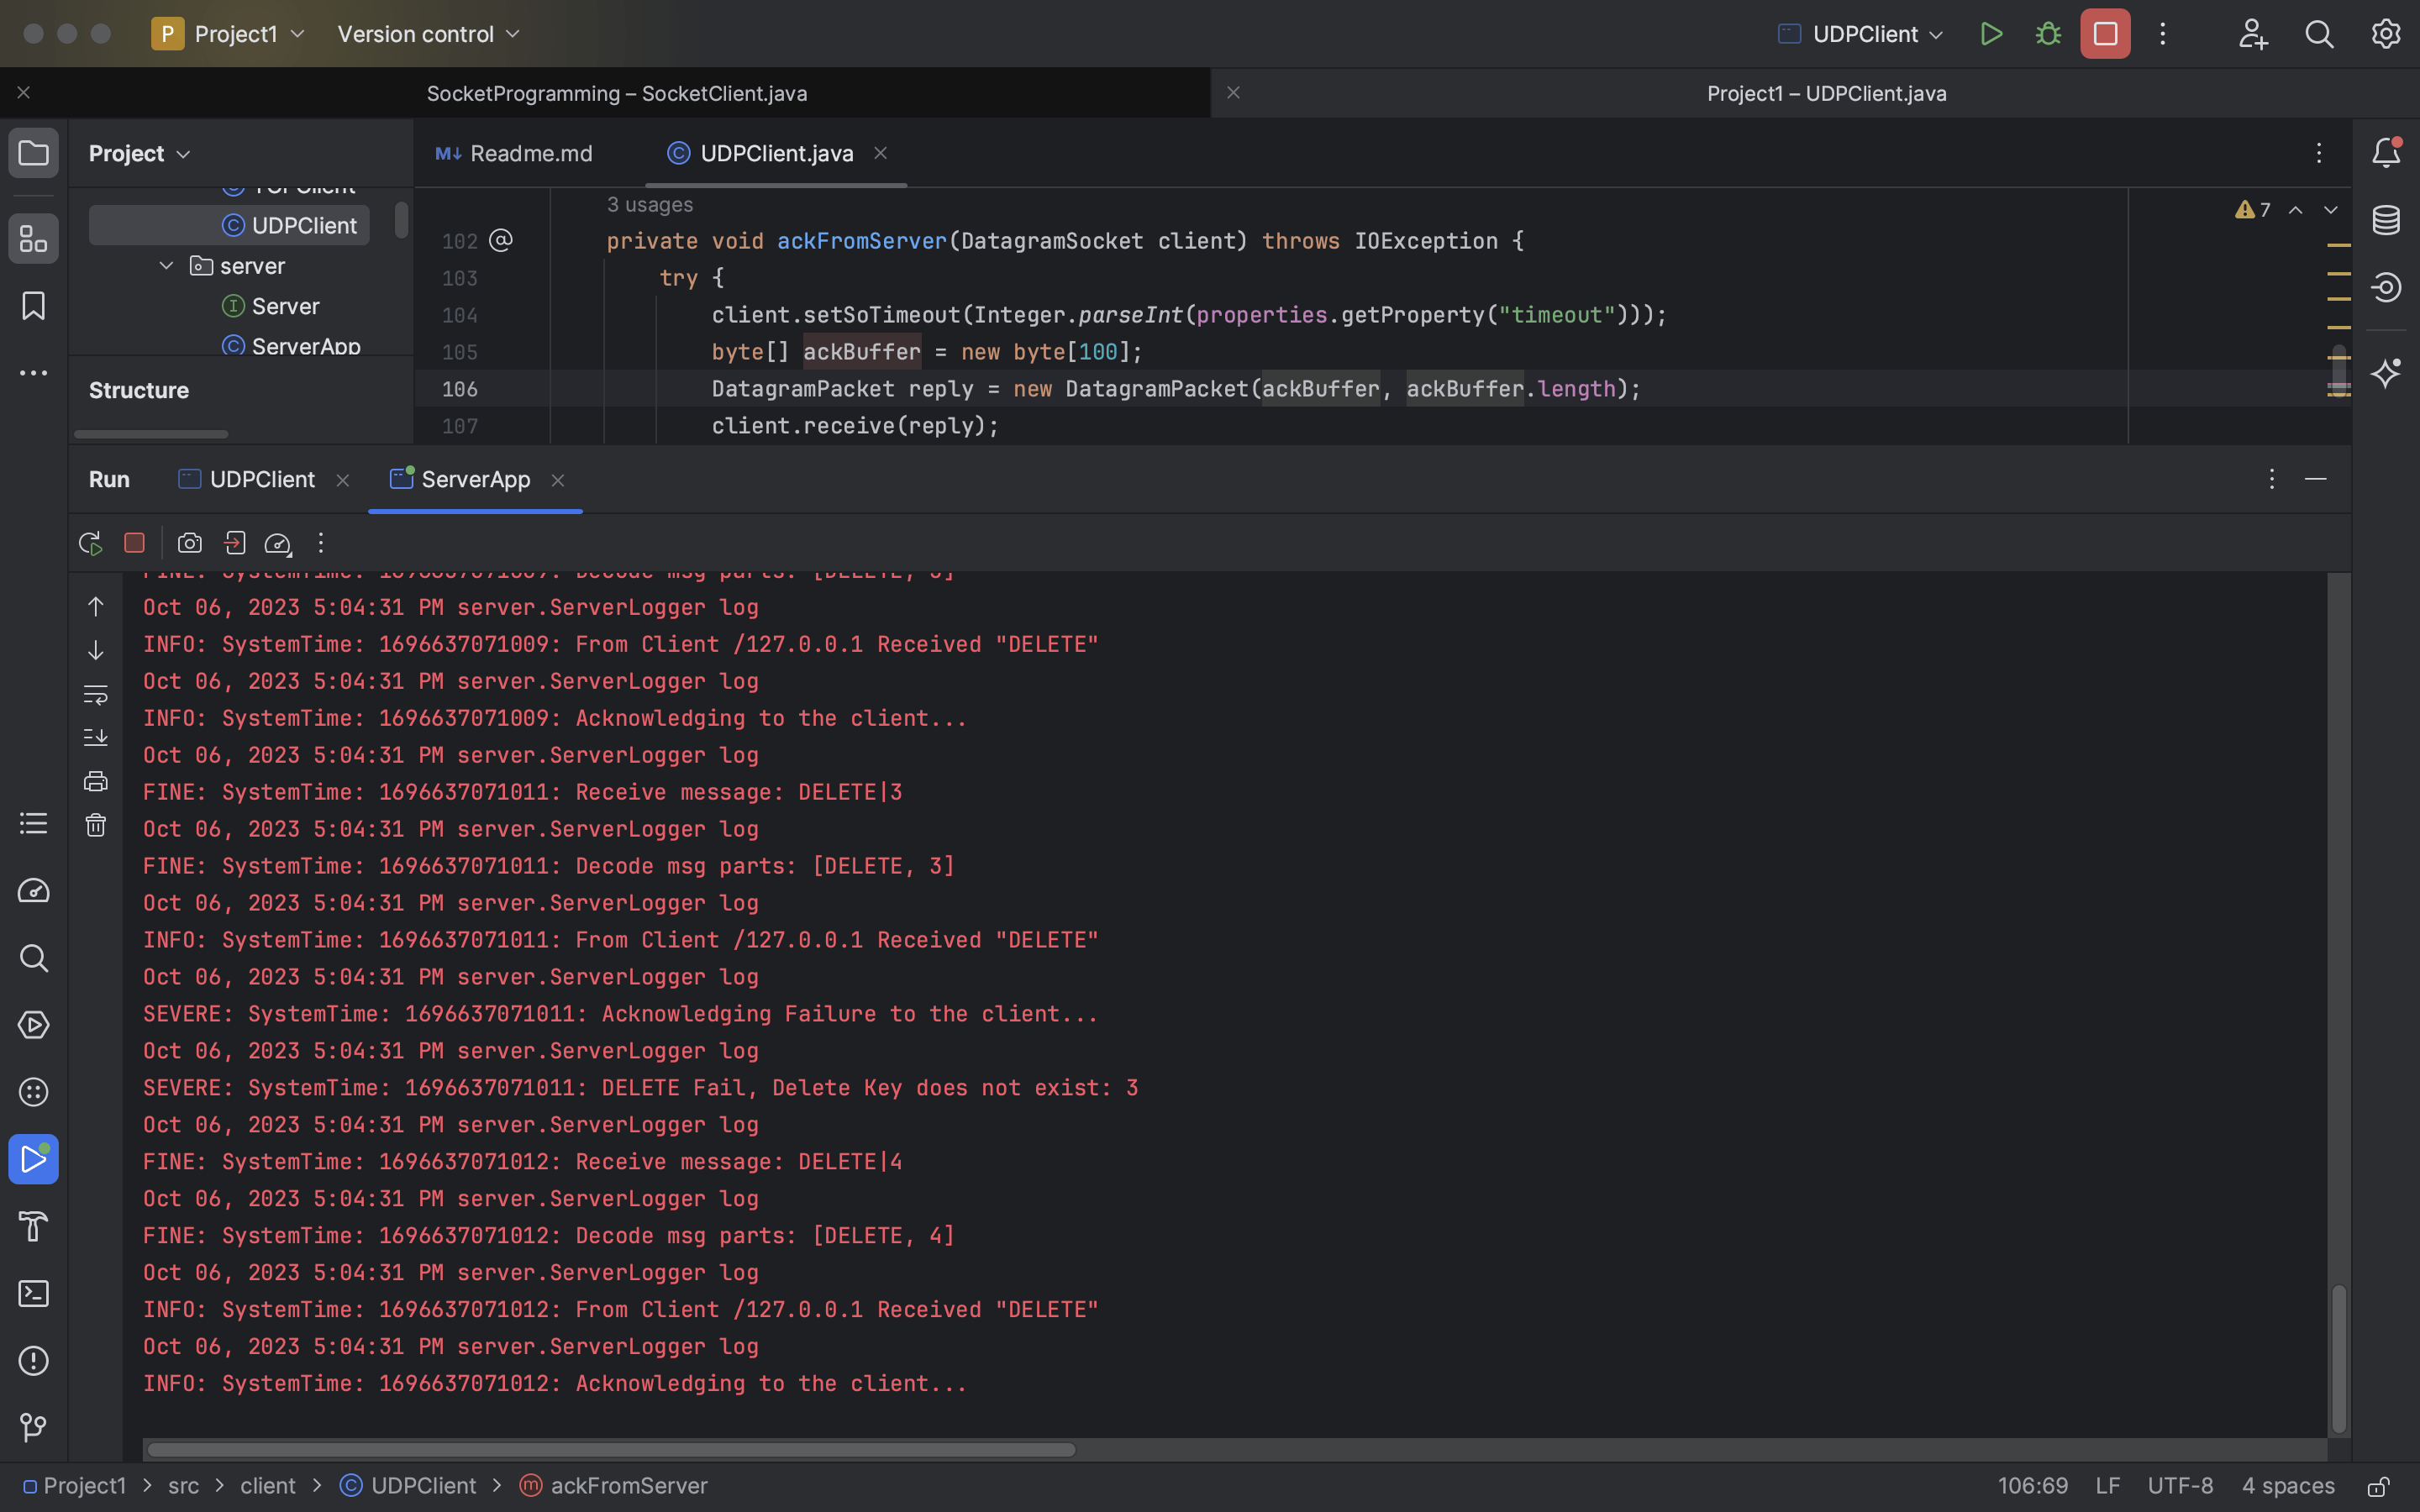 P Project1 Version control UDPClient
SocketProgramming – SocketClient.java Project1 – UDPClient.java
Project
M↓ Readme.md
UDPClient.java
UDPClient
server
Server
ServerApp
Structure
3 usages
7
102 @ private void ackFromServer(DatagramSocket client) throws IOException {
103 try {
104 client.setSoTimeout(Integer.parseInt(properties.getProperty("timeout")));
105 byte[] ackBuffer = new byte[100];
106 DatagramPacket reply = new DatagramPacket(ackBuffer, ackBuffer.length);
107 client.receive(reply);
Run UDPClient ServerApp
Oct 06, 2023 5:04:31 PM server.ServerLogger log
INFO: SystemTime: 1696637071009: From Client /127.0.0.1 Received "DELETE"
Oct 06, 2023 5:04:31 PM server.ServerLogger log
INFO: SystemTime: 1696637071009: Acknowledging to the client...
Oct 06, 2023 5:04:31 PM server.ServerLogger log
FINE: SystemTime: 1696637071011: Receive message: DELETE|3
Oct 06, 2023 5:04:31 PM server.ServerLogger log
FINE: SystemTime: 1696637071011: Decode msg parts: [DELETE, 3]
Oct 06, 2023 5:04:31 PM server.ServerLogger log
INFO: SystemTime: 1696637071011: From Client /127.0.0.1 Received "DELETE"
Oct 06, 2023 5:04:31 PM server.ServerLogger log
SEVERE: SystemTime: 1696637071011: Acknowledging Failure to the client...
Oct 06, 2023 5:04:31 PM server.ServerLogger log
SEVERE: SystemTime: 1696637071011: DELETE Fail, Delete Key does not exist: 3
Oct 06, 2023 5:04:31 PM server.ServerLogger log
FINE: SystemTime: 1696637071012: Receive message: DELETE|4
Oct 06, 2023 5:04:31 PM server.ServerLogger log
FINE: SystemTime: 1696637071012: Decode msg parts: [DELETE, 4]
Oct 06, 2023 5:04:31 PM server.ServerLogger log
INFO: SystemTime: 1696637071012: From Client /127.0.0.1 Received "DELETE"
Oct 06, 2023 5:04:31 PM server.ServerLogger log
INFO: SystemTime: 1696637071012: Acknowledging to the client...
Project1 > src > client > UDPClient > ackFromServer 106:69 LF UTF-8 4 spaces